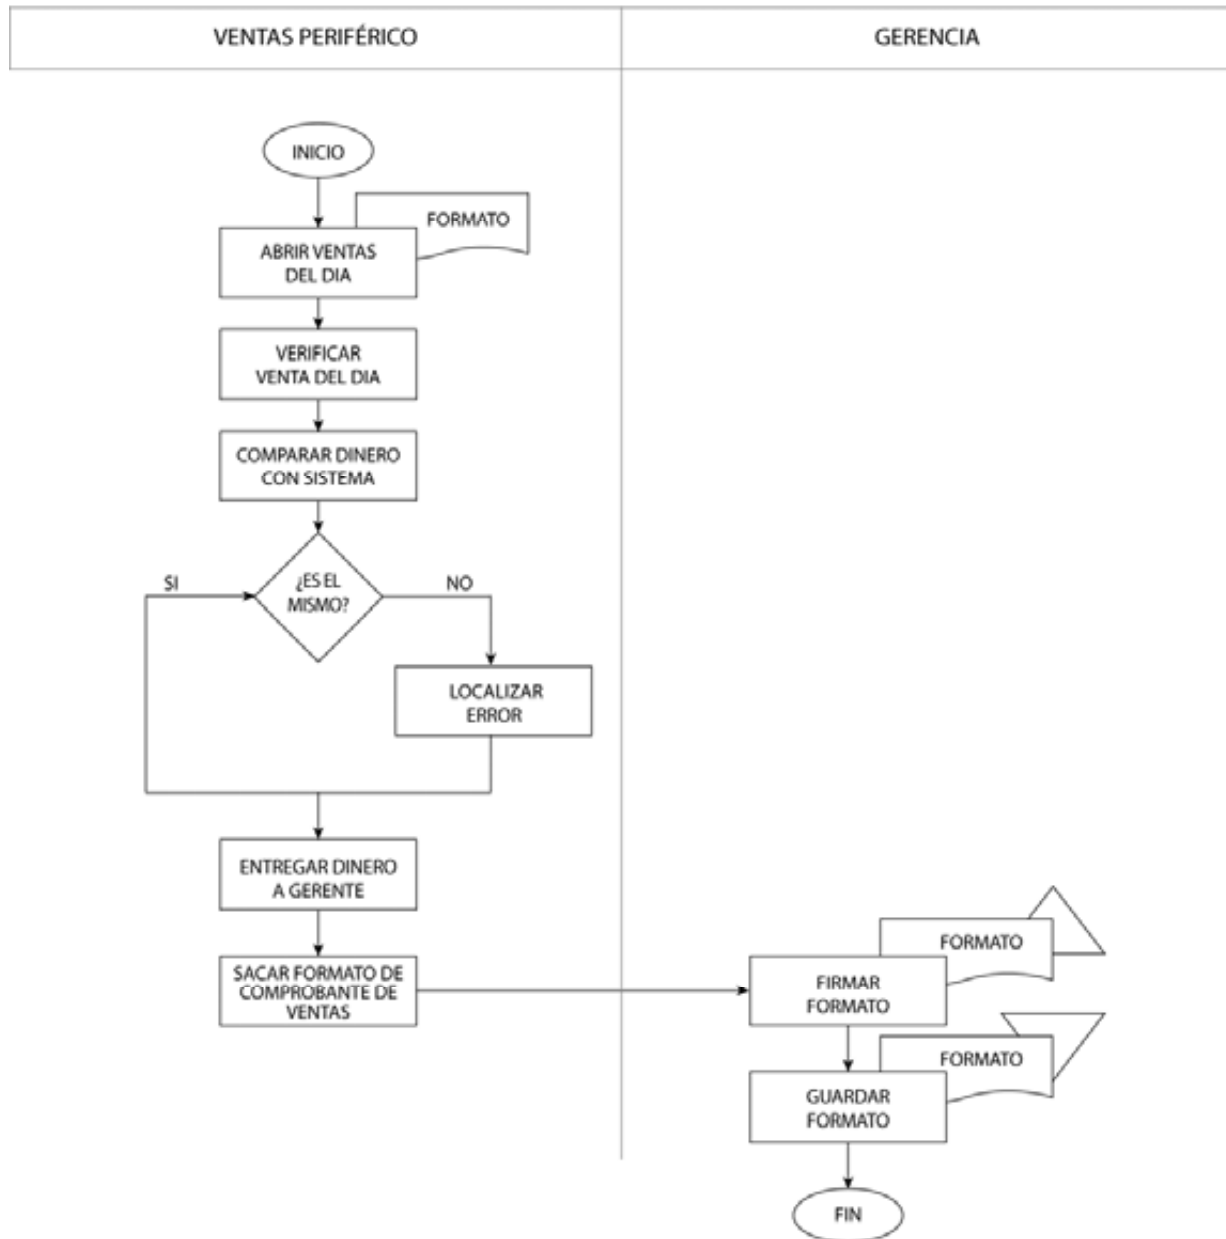 VENTAS PERIFÉRICO
GERENCIA
INICIO
FORMATO
ABRIR VENTAS
DEL DIA
VERIFICAR
VENTA DEL DIA
COMPARAR DINERO
CON SISTEMA
SI
¿ES EL
MISMO?
NO
LOCALIZAR
ERROR
ENTREGAR DINERO
A GERENTE
SACAR FORMATO DE
COMPROBANTE DE
VENTAS
FORMATO
FIRMAR
FORMATO
FORMATO
GUARDAR
FORMATO
FIN